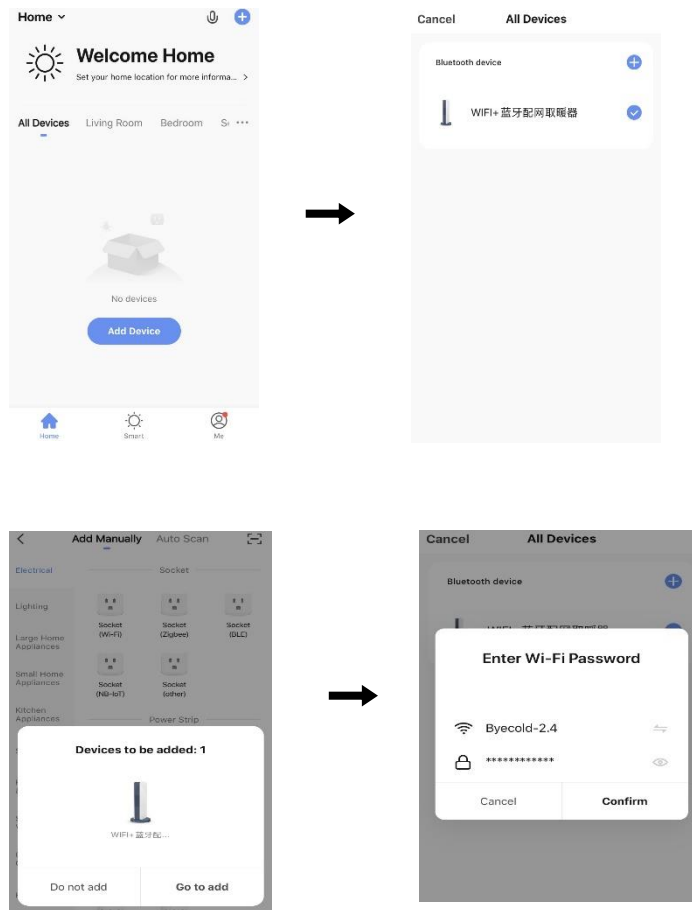 Home
Welcome Home
Set your home location for more informa...
All Devices Living Room Bedroom
No devices
Add Device
Home Smart Me
Cancel All Devices
Bluetooth device
WIFI+蓝牙配网取暖器
Add Manually Auto Scan
Electrical
Socket
Lighting
Socket
(Wi-Fi)
Socket
(Zigbee)
Socket
(BLE)
Large Home
Appliances
Small Home
Appliances
Socket
(NB-IoT)
Socket
(other)
Kitchen
Appliances
Power Strip
Devices to be added: 1
WIFI+蓝牙配...
Do not add Go to add
Cancel All Devices
Bluetooth device
Enter Wi-Fi Password
Byecold-2.4
************
Cancel Confirm